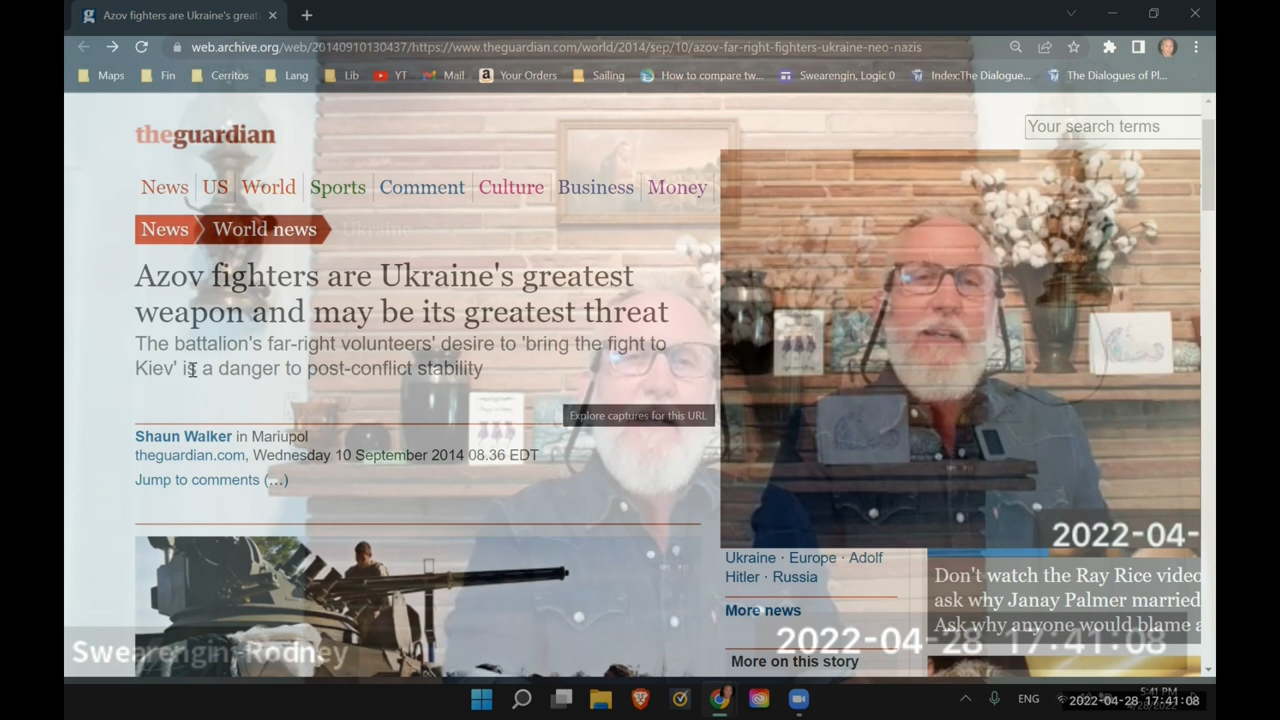 Azov fighters are Ukraine's great
web.archive.org/web/20140910130437/https://www.theguardian.com/world/2014/sep/10/azov-far-right-fighters-ukraine-neo-nazis
Maps Fin Cerritos Lang Lib YT Mail Your Orders Sailing How to compare tw... Swearengin, Logic 0 Index:The Dialogue... The Dialogues of Pl...
theguardian
Your search terms
News US World Sports Comment Culture Business Money
News World news Ukraine
Azov fighters are Ukraine's greatest
weapon and may be its greatest threat
The battalion's far-right volunteers' desire to 'bring the fight to
Kiev' is a danger to post-conflict stability
Explore captures for this URL
Shaun Walker in Mariupol
theguardian.com, Wednesday 10 September 2014 08.36 EDT
Jump to comments (…)
2022-04-
Ukraine · Europe · Adolf
Hitler · Russia
More news
More on this story
Don't watch the Ray Rice video
ask why Janay Palmer married
Ask why anyone would blame a
Swearengin, Rodney
2022-04-28 17:41:08
ENG
5:41 PM
2022-04-28 17:41:08